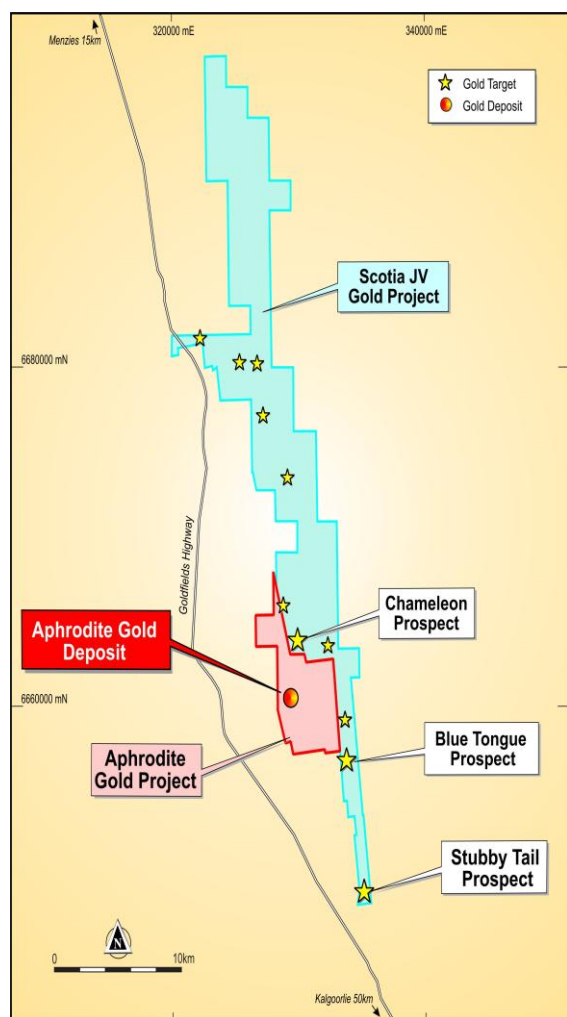 320000 mE
340000 mE
Menzies 15km
Gold Target
Gold Deposit
Scotia JV
Gold Project
6680000 mN
Goldfields Highway
Chameleon
Prospect
Aphrodite Gold
Deposit
6660000 mN
Blue Tongue
Prospect
Aphrodite
Gold Project
Stubby Tail
Prospect
N
0
10km
Kalgoorlie 50km